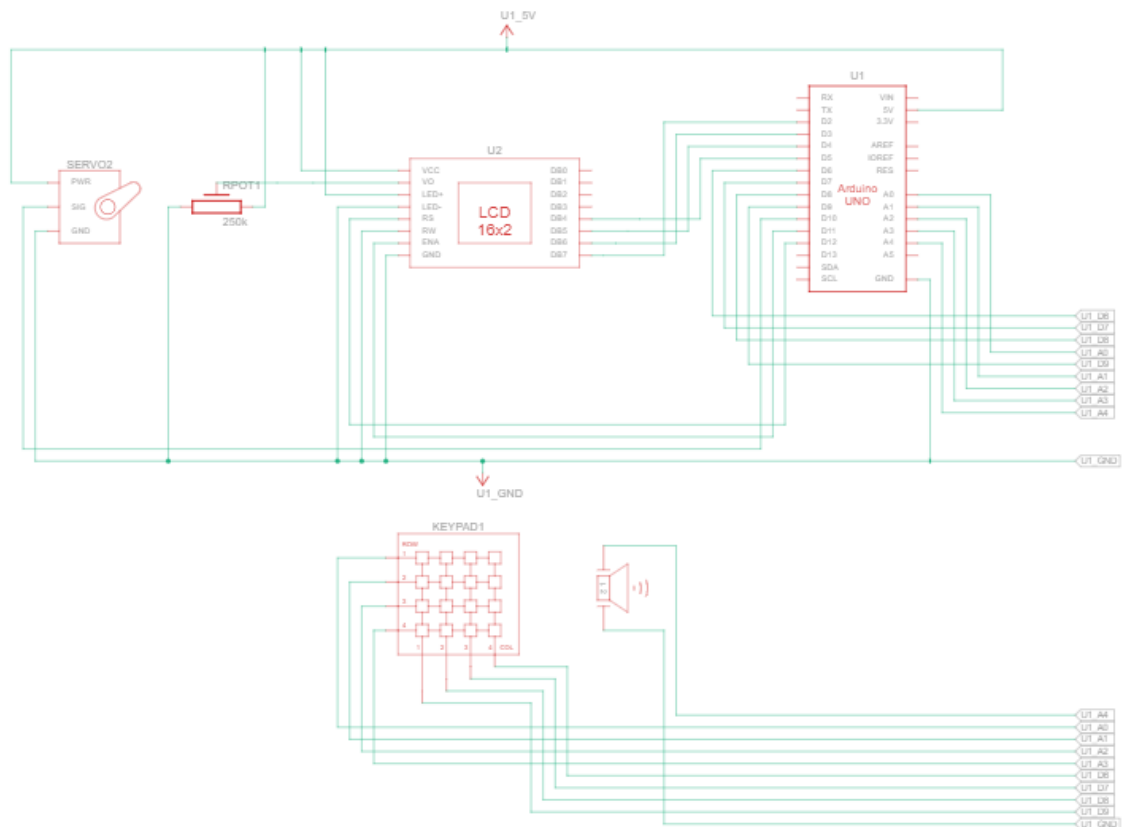 U1_5V
SERVO2
PWR
SIG
GND
RPOT1
250k
U2
VCC
VO
LED+
LED-
RS
RW
ENA
GND
LCD
16x2
DB0
DB1
DB2
DB3
DB4
DB5
DB6
DB7
U1
RX
TX
D2
D3
D4
D5
D6
D7
D8
D9
D10
D11
D12
D13
SDA
SCL
Arduino
UNO
VIN
5V
3.3V
AREF
IOREF
RES
A0
A1
A2
A3
A4
A5
GND
U1_D6
U1_D7
U1_D8
U1_A0
U1_D9
U1_A1
U1_A2
U1_A3
U1_A4
U1_GND
U1_GND
KEYPAD1
ROW
1
2
3
4
1 2 3 4 COL
U1_A4
U1_A0
U1_A1
U1_A2
U1_A3
U1_D6
U1_D7
U1_D8
U1_D9
U1_GND